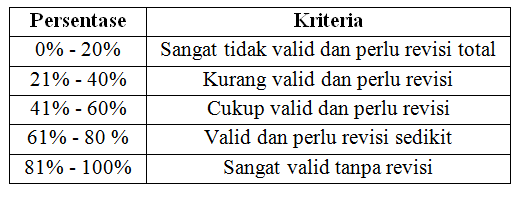 Persentase Kriteria
0% - 20% Sangat tidak valid dan perlu revisi total
21% - 40% Kurang valid dan perlu revisi
41% - 60% Cukup valid dan perlu revisi
61% - 80 % Valid dan perlu revisi sedikit
81% - 100% Sangat valid tanpa revisi